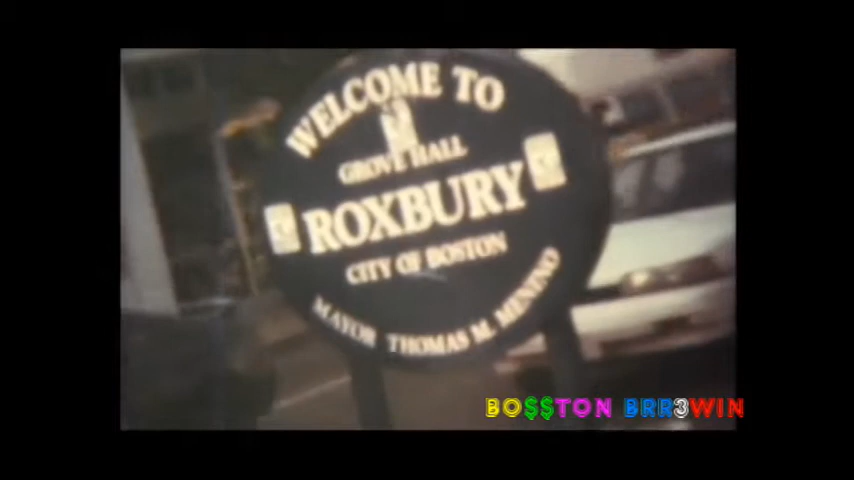 WELCOME TO
GROVE HALL
ROXBURY
CITY OF BOSTON
MAYOR THOMAS M. MENINO
BO$$TON BRR3WIN